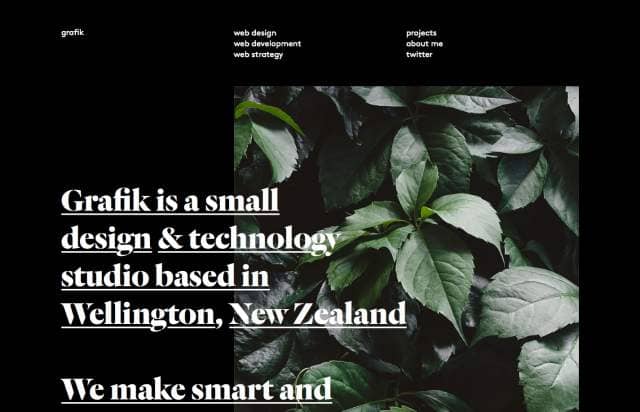 grafik
web design
web development
web strategy
projects
about me
twitter
Grafik is a small
design & technology
studio based in
Wellington, New Zealand
We make smart and